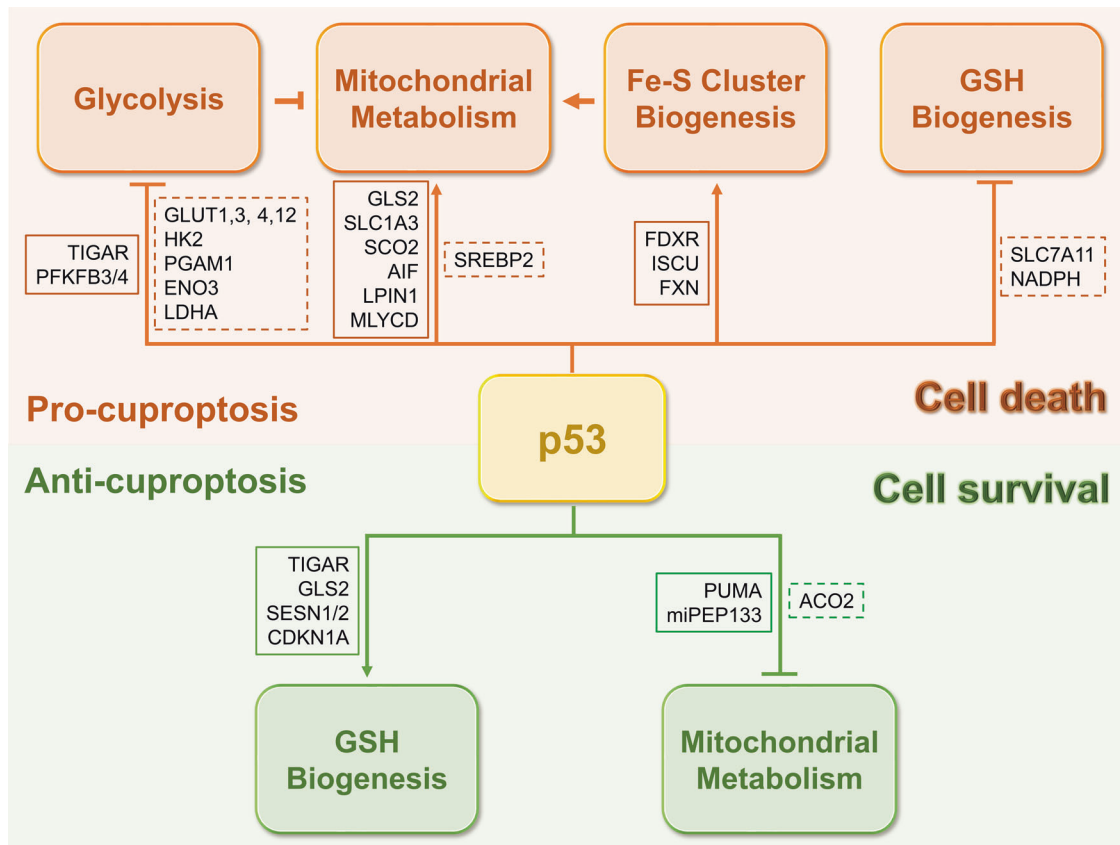 Glycolysis
Mitochondrial
Metabolism
Fe-S Cluster
Biogenesis
GSH
Biogenesis
TIGAR
PFKFB3/4
GLUT1,3, 4,12
HK2
PGAM1
ENO3
LDHA
GLS2
SLC1A3
SCO2
AIF
LPIN1
MLYCD
SREBP2
FDXR
ISCU
FXN
SLC7A11
NADPH
Pro-cuproptosis
Cell death
p53
Anti-cuproptosis
Cell survival
TIGAR
GLS2
SESN1/2
CDKN1A
PUMA
miPEP133
ACO2
GSH
Biogenesis
Mitochondrial
Metabolism